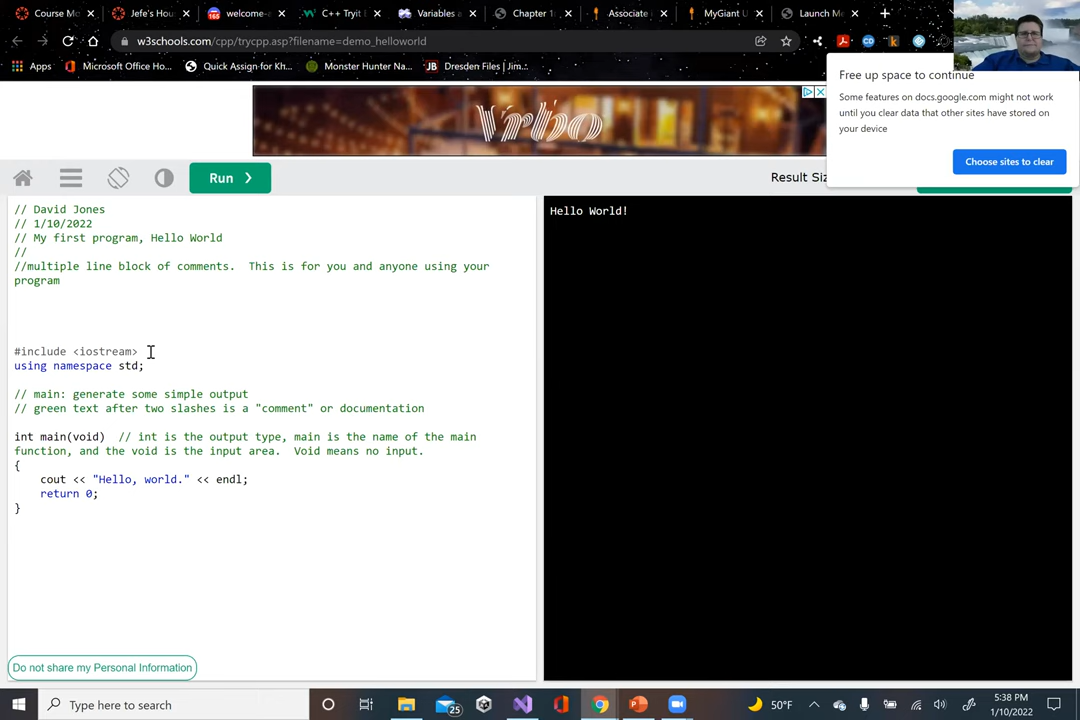 Course Mo
Jefe's Hou
welcome-a
C++ Tryit E
Variables a
Chapter 1
Associate
MyGiant U
Launch Me
w3schools.com/cpp/trycpp.asp?filename=demo_helloworld
Apps
Microsoft Office Ho...
Quick Assign for Kh...
Monster Hunter Na...
JB
Dresden Files | Jim...
Free up space to continue
Some features on docs.google.com might not work
until you clear data that other sites have stored on
your device
Choose sites to clear
Vrbo
Run
Result Siz
// David Jones
// 1/10/2022
// My first program, Hello World
//
//multiple line block of comments.  This is for you and anyone using your
program
#include <iostream>
using namespace std;
// main: generate some simple output
// green text after two slashes is a "comment" or documentation
int main(void)  // int is the output type, main is the name of the main
function, and the void is the input area.  Void means no input.
{
cout << "Hello, world." << endl;
return 0;
}
Hello World!
Do not share my Personal Information
Type here to search
25
50°F
5:38 PM
1/10/2022